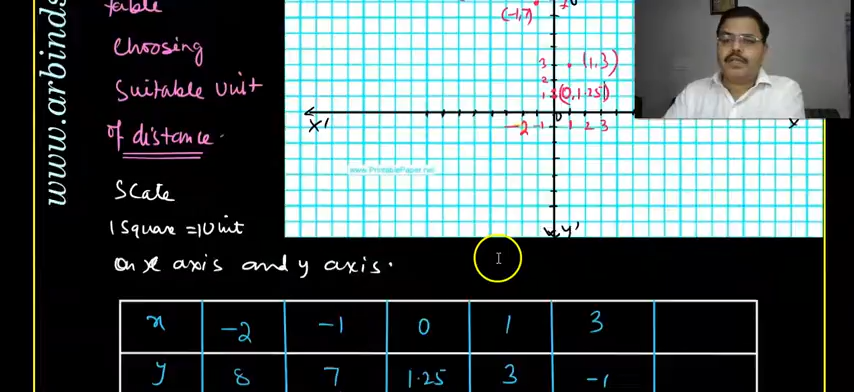 www.arbinds
table
Choosing
Suitable unit
of distance.
Scale
1 Square = 1 Unit
on x axis and y axis.
(-1,7)
3 (1,3)
2
1 (0,1.25)
X' -2 -1 0 1 2 3 X
www.PrintablePaper.net
Y'
x -2 -1 0 1 3
y 8 7 1.25 3 -1